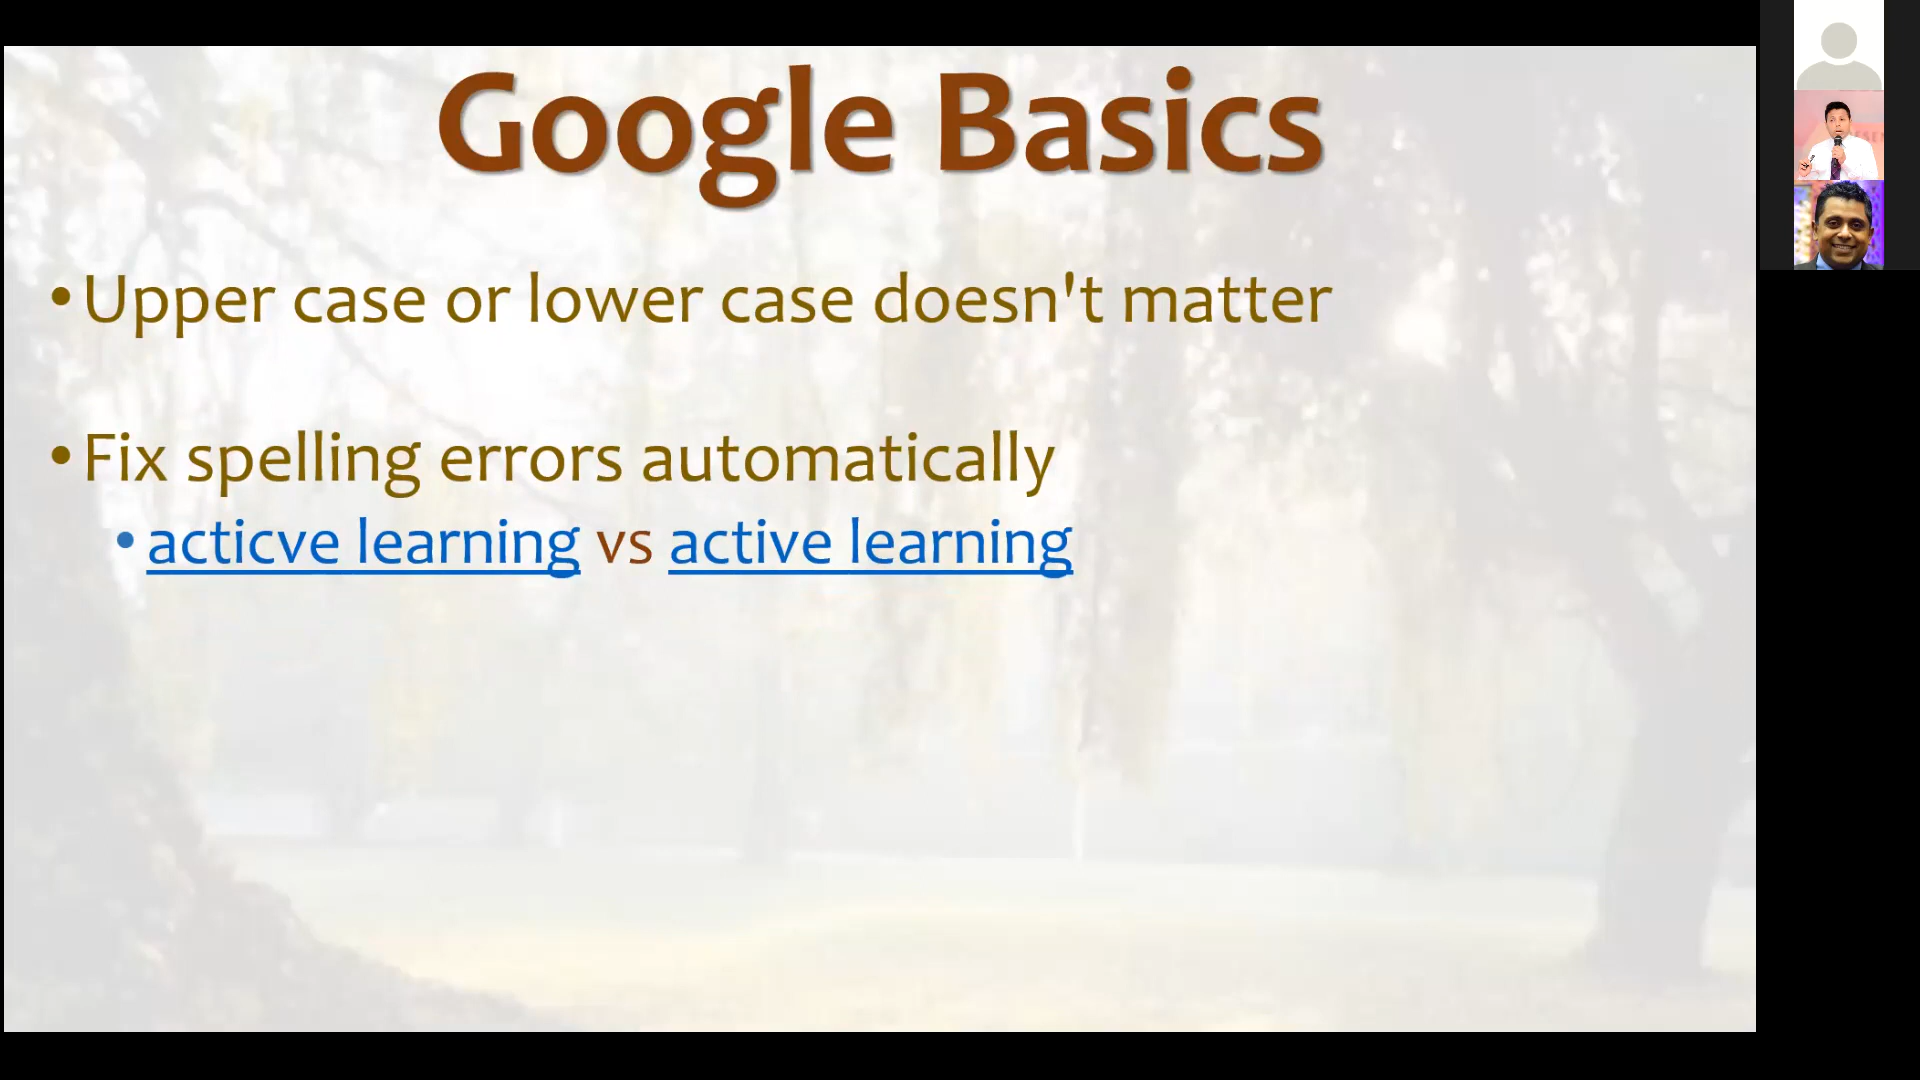 Google Basics
•Upper case or lower case doesn't matter
•Fix spelling errors automatically
•acticve learning vs active learning